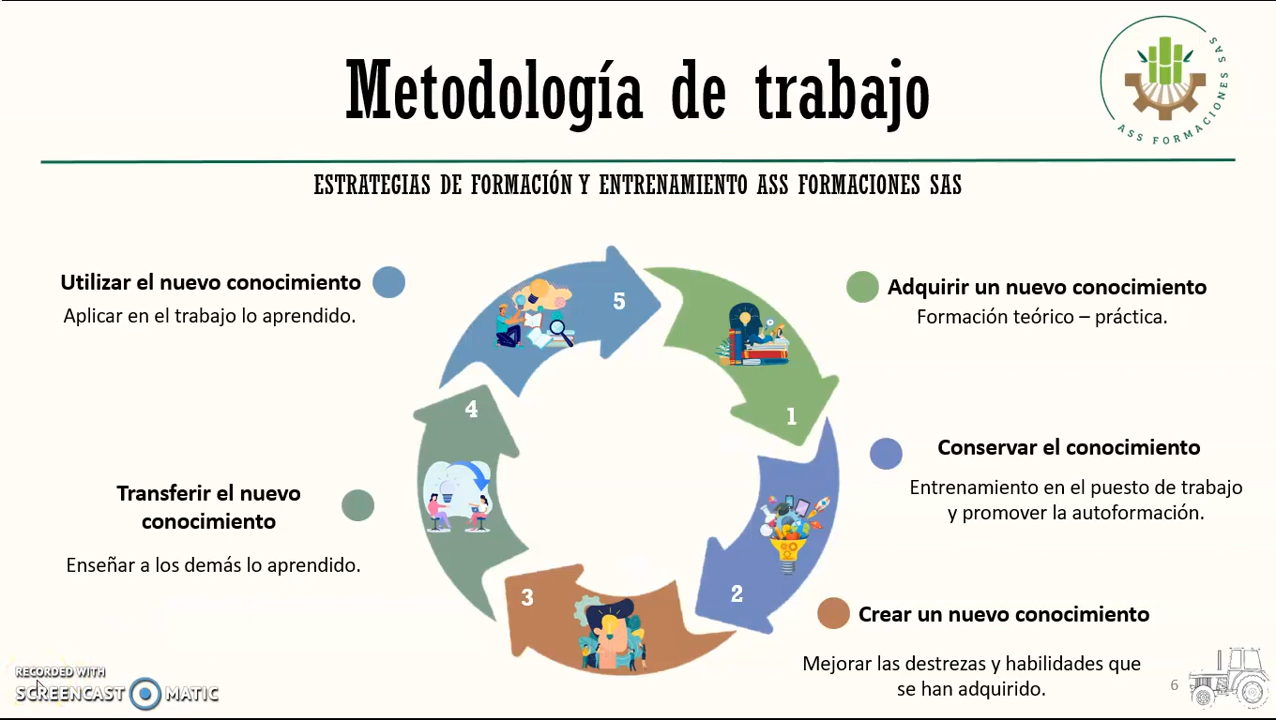 Metodología de trabajo
ASS FORMACIONES SAS
ESTRATEGIAS DE FORMACIÓN Y ENTRENAMIENTO ASS FORMACIONES SAS
Utilizar el nuevo conocimiento
Aplicar en el trabajo lo aprendido.
5
Adquirir un nuevo conocimiento
Formación teórico – práctica.
1
4
Conservar el conocimiento
Entrenamiento en el puesto de trabajo
y promover la autoformación.
Transferir el nuevo
conocimiento
Enseñar a los demás lo aprendido.
3
2
Crear un nuevo conocimiento
Mejorar las destrezas y habilidades que
se han adquirido.
6
RECORDED WITH
SCREENCAST MATIC